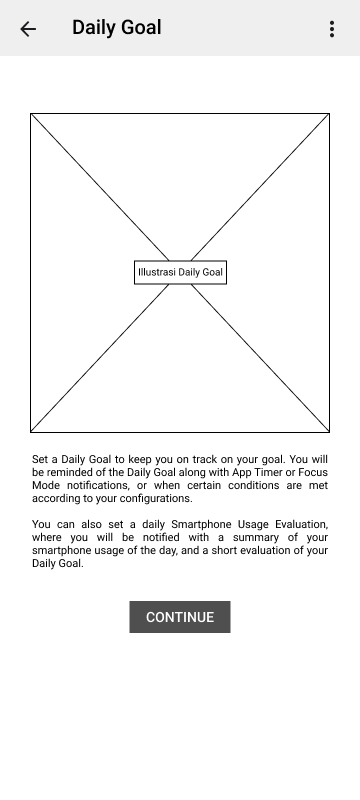 Daily Goal
Illustrasi Daily Goal
Set a Daily Goal to keep you on track on your goal. You will
be reminded of the Daily Goal along with App Timer or Focus
Mode notifications, or when certain conditions are met
according to your configurations.
You can also set a daily Smartphone Usage Evaluation,
where you will be notified with a summary of your
smartphone usage of the day, and a short evaluation of your
Daily Goal.
CONTINUE